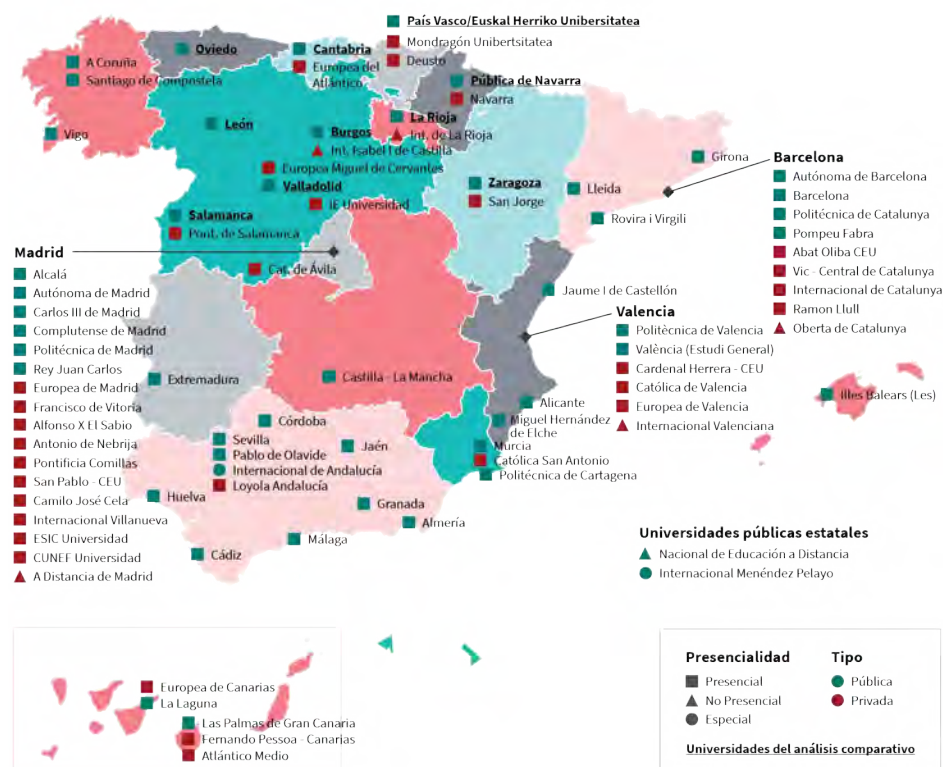 País Vasco/Euskal Herriko Unibersitatea
Mondragón Unibertsitatea
Deusto
Oviedo
Cantabria
Europea del
Atlántico
A Coruña
Santiago de Compostela
Vigo
Pública de Navarra
Navarra
La Rioja
Int. de La Rioja
León
Burgos
Int. Isabel I de Castilla
Europea Miguel de Cervantes
Valladolid
IE Universidad
Salamanca
Pont. de Salamanca
Cat. de Ávila
Zaragoza
San Jorge
Girona
Lleida
Rovira i Virgili
Barcelona
Autónoma de Barcelona
Barcelona
Politécnica de Catalunya
Pompeu Fabra
Abat Oliba CEU
Vic - Central de Catalunya
Internacional de Catalunya
Ramon Llull
Oberta de Catalunya
Madrid
Alcalá
Autónoma de Madrid
Carlos III de Madrid
Complutense de Madrid
Politécnica de Madrid
Rey Juan Carlos
Europea de Madrid
Francisco de Vitoria
Alfonso X El Sabio
Antonio de Nebrija
Pontificia Comillas
San Pablo - CEU
Camilo José Cela
Internacional Villanueva
ESIC Universidad
CUNEF Universidad
A Distancia de Madrid
Jaume I de Castellón
Valencia
Politècnica de Valencia
València (Estudi General)
Cardenal Herrera - CEU
Católica de Valencia
Europea de Valencia
Internacional Valenciana
Extremadura
Castilla - La Mancha
Illes Balears (Les)
Alicante
Miguel Hernández
de Elche
Murcia
Católica San Antonio
Politécnica de Cartagena
Córdoba
Sevilla
Pablo de Olavide
Internacional de Andalucía
Loyola Andalucía
Jaén
Huelva
Granada
Almería
Málaga
Cádiz
Universidades públicas estatales
Nacional de Educación a Distancia
Internacional Menéndez Pelayo
Europea de Canarias
La Laguna
Las Palmas de Gran Canaria
Fernando Pessoa - Canarias
Atlántico Medio
Presencialidad
Presencial
No Presencial
Especial
Tipo
Pública
Privada
Universidades del análisis comparativo